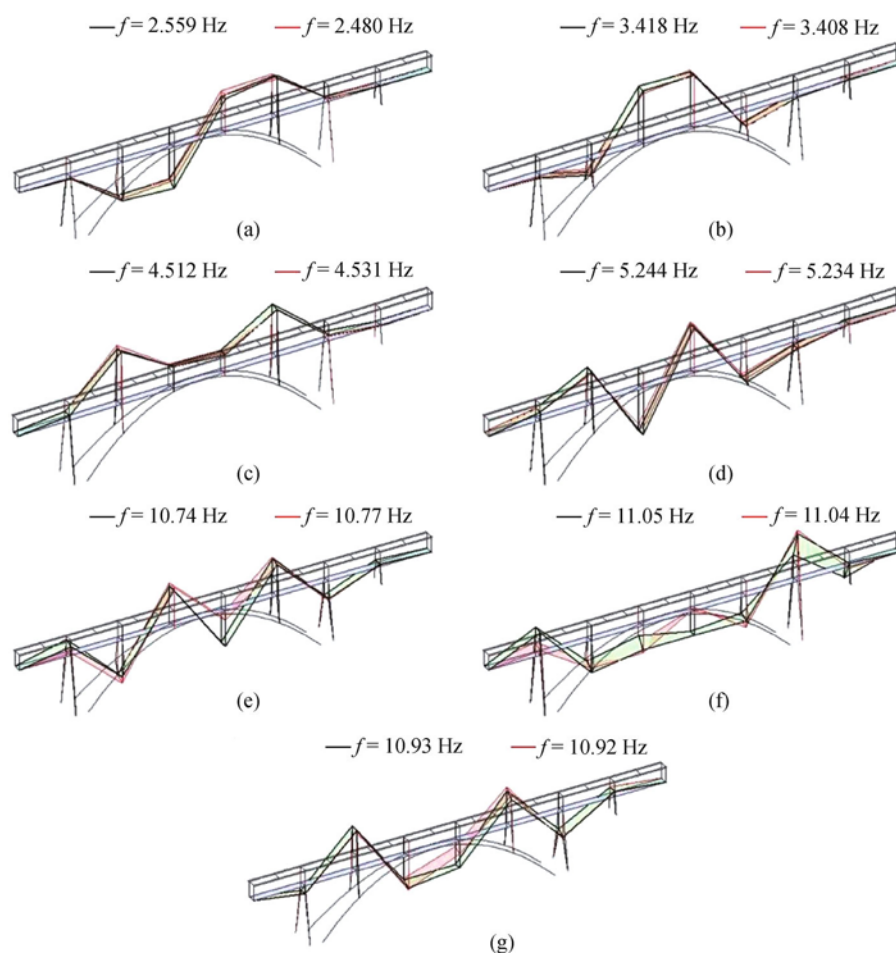 f = 2.559 Hz f = 2.480 Hz
(a)
f = 3.418 Hz f = 3.408 Hz
(b)
f = 4.512 Hz f = 4.531 Hz
(c)
f = 5.244 Hz f = 5.234 Hz
(d)
f = 10.74 Hz f = 10.77 Hz
(e)
f = 11.05 Hz f = 11.04 Hz
(f)
f = 10.93 Hz f = 10.92 Hz
(g)